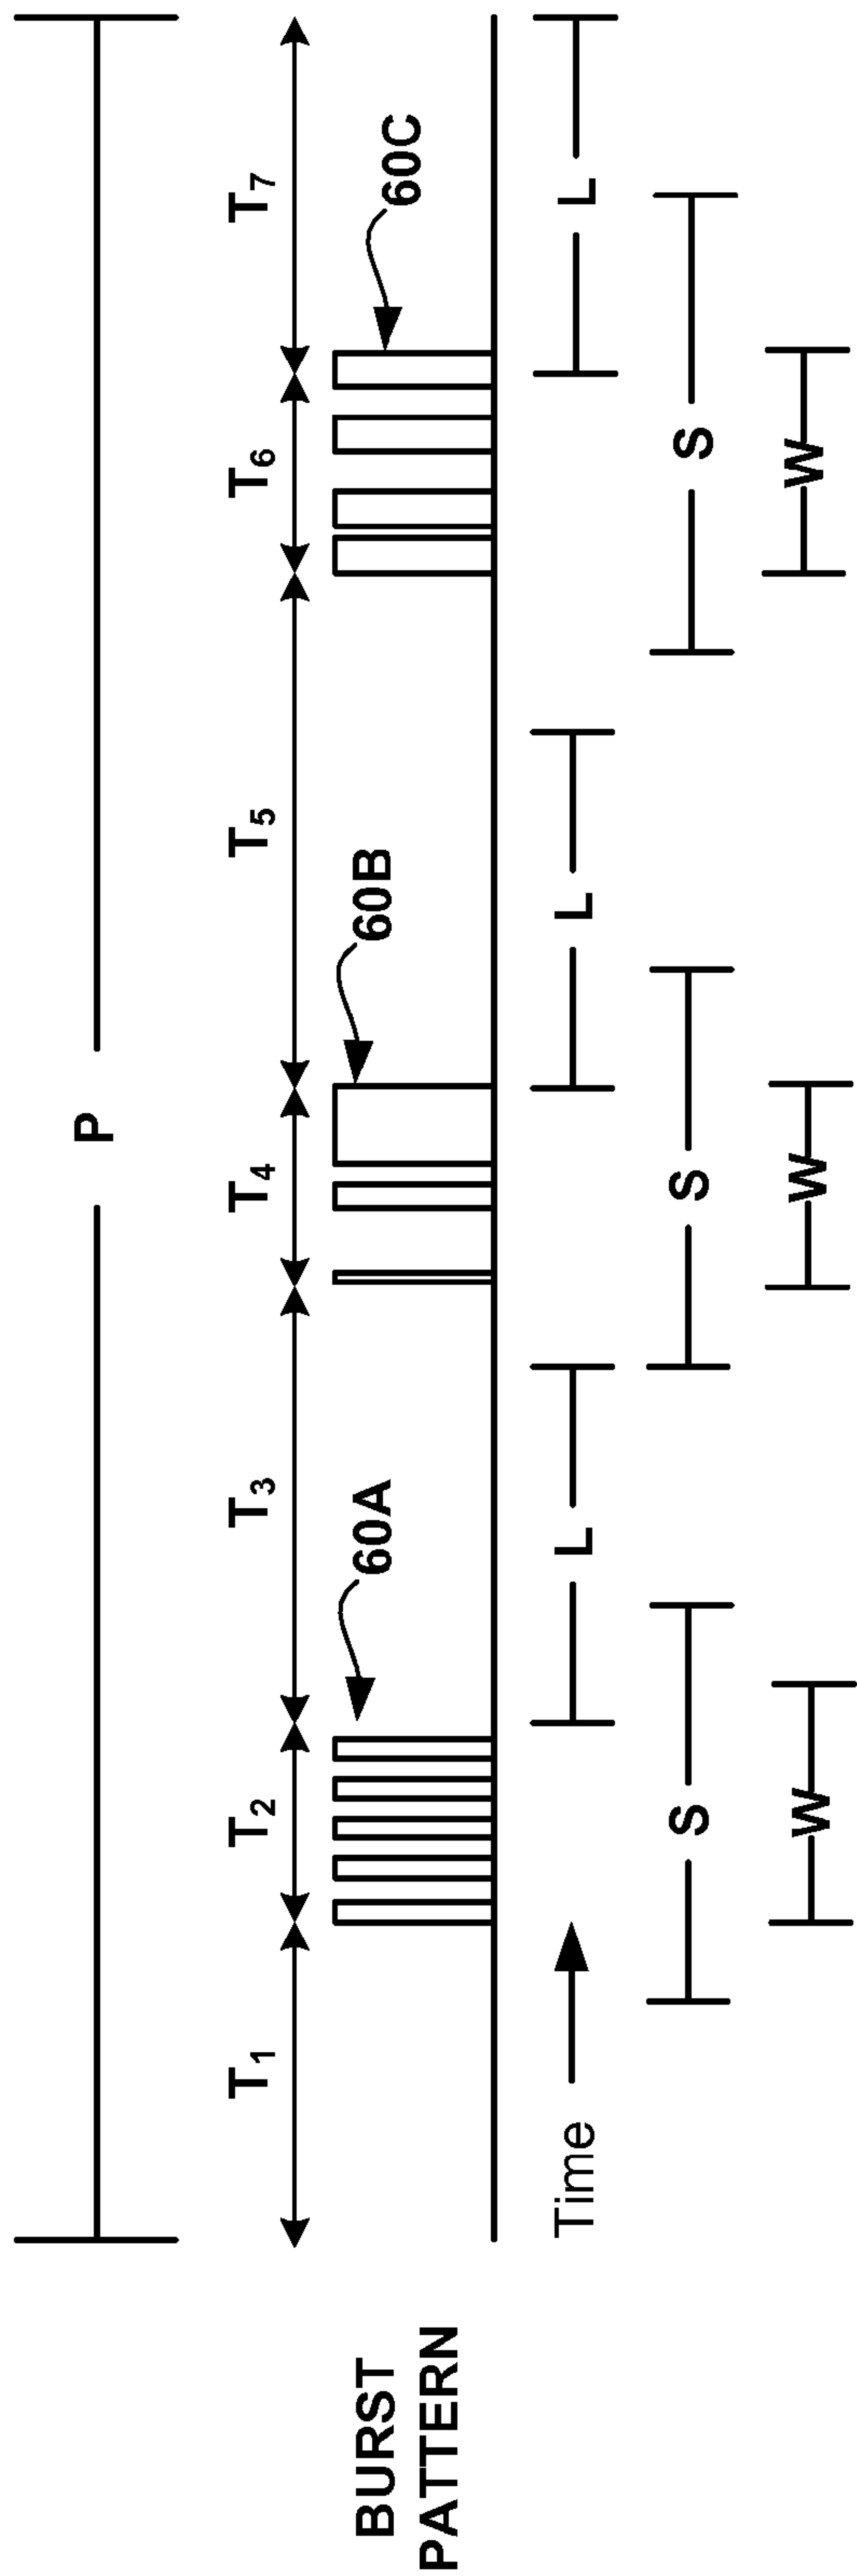 P
T1 T2 T3 T4 T5 T6 T7
60A 60B 60C
BURST
PATTERN
Time
L L L
S S S
W W W